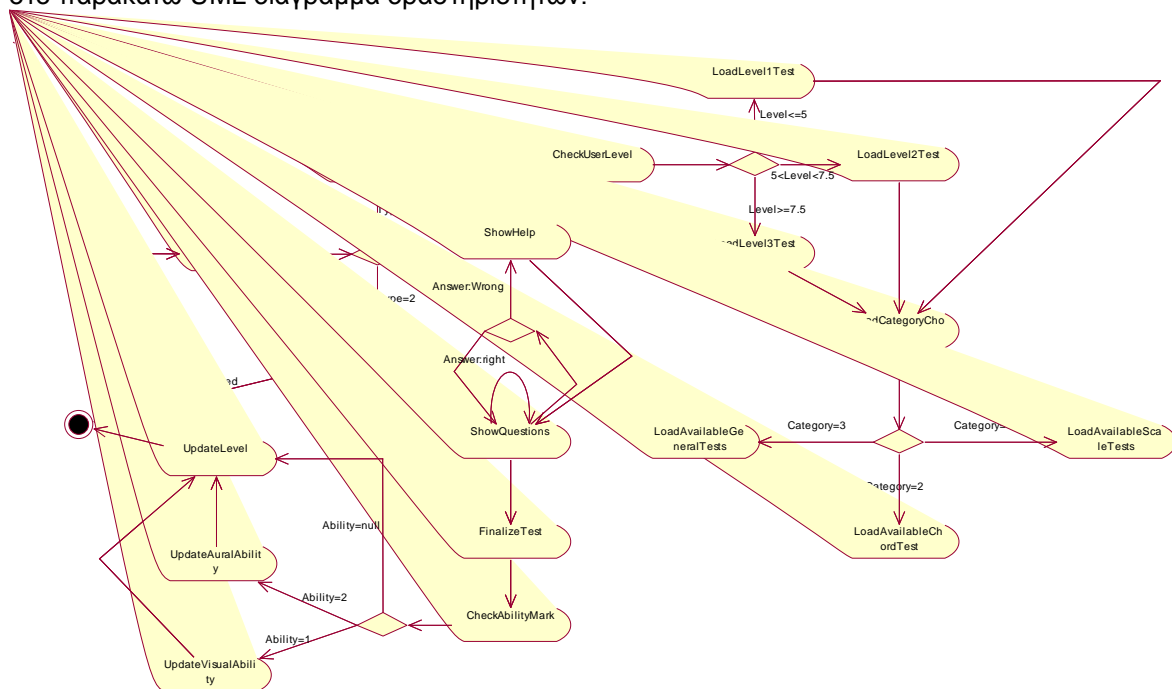 στο παρακάτω UML διάγραμμα δραστηριοτήτων:
LoadLevel1Test
Level<=5
CheckUserLevel
LoadLevel2Test
5<Level<7.5
Level>=7.5
ShowHelp
Answer:Wrong
Answer:right
ShowQuestions
LoadAvailableGe
neralTests
Category=3
LoadAvailableSca
leTests
UpdateLevel
Ability=null
FinalizeTest
LoadAvailableCh
ordTest
UpdateAuralAbilit
y
Ability=2
CheckAbilityMark
Ability=1
UpdateVisualAbili
ty